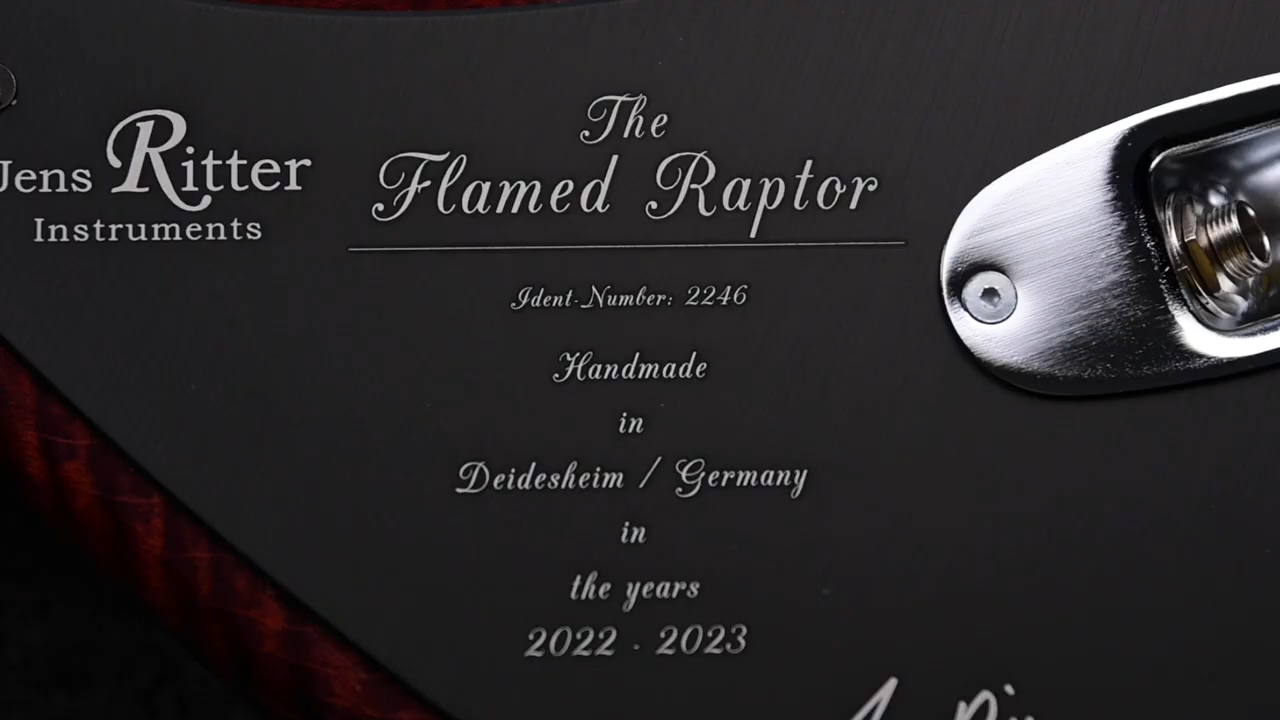 Jens Ritter
Instruments
The
Flamed Raptor
Ident-Number: 2246
Handmade
in
Deidesheim / Germany
in
the years
2022 - 2023